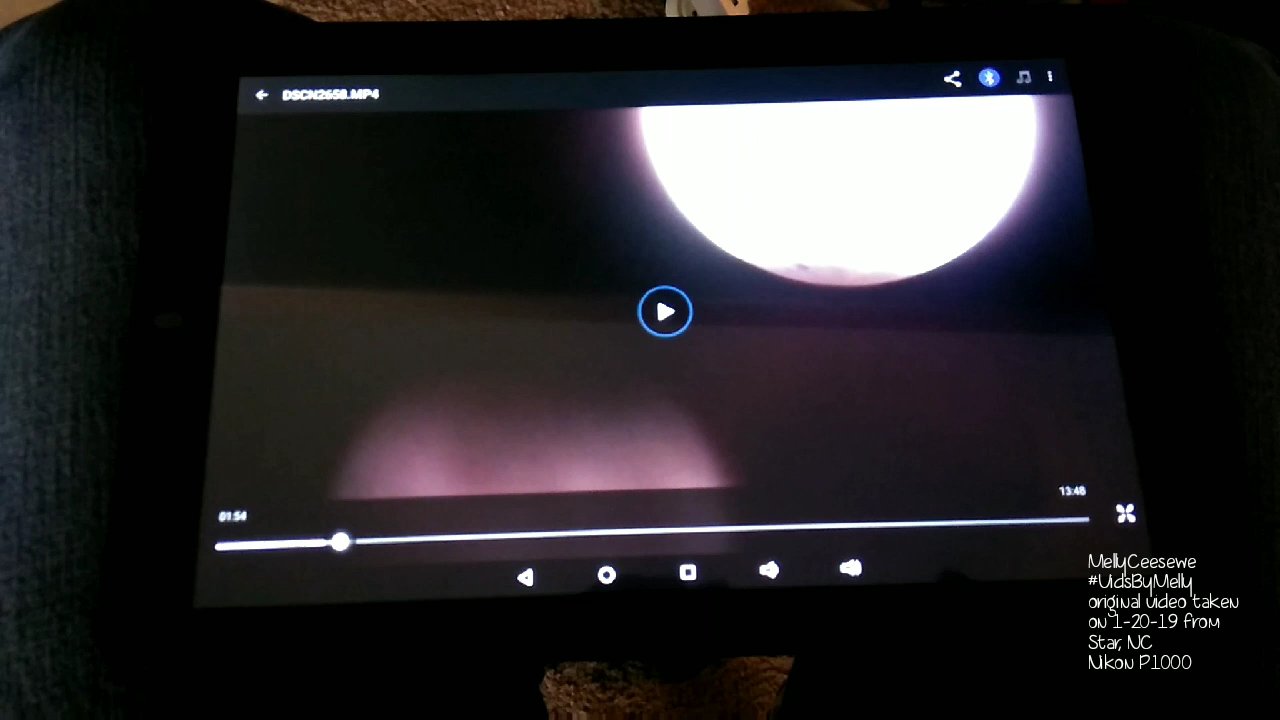 DSCN2658.MP4
01:54
13:48
MellyCeesewe
#VidsByMelly
original video taken
on 1-20-19 from
Star, NC
Nikon P1000